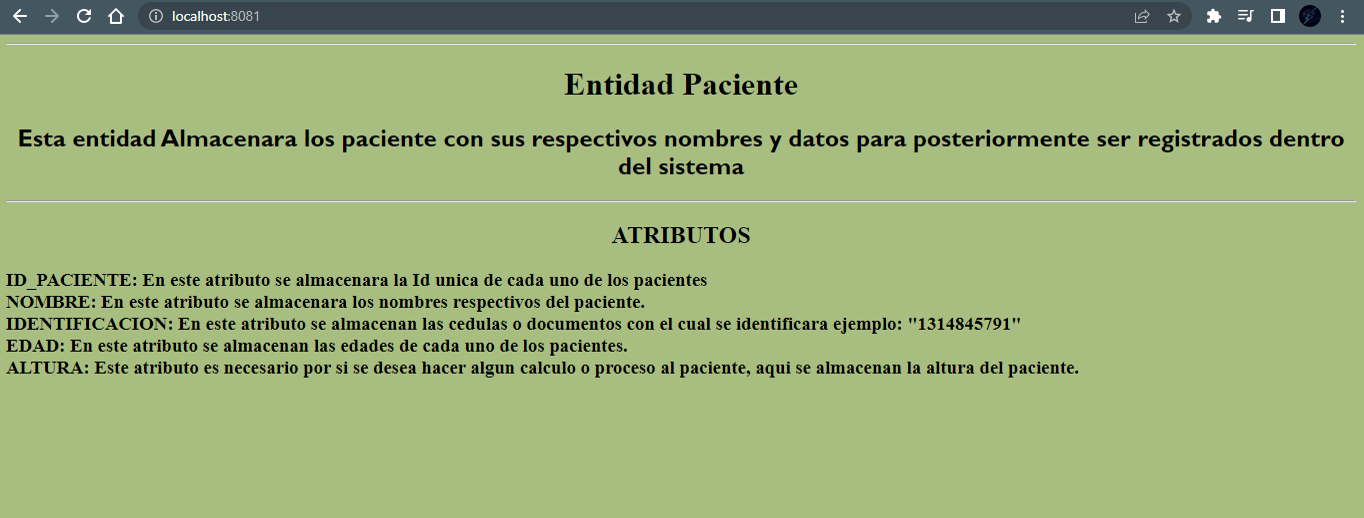 localhost:8081
Entidad Paciente
Esta entidad Almacenara los paciente con sus respectivos nombres y datos para posteriormente ser registrados dentro
del sistema
ATRIBUTOS
ID_PACIENTE: En este atributo se almacenara la Id unica de cada uno de los pacientes
NOMBRE: En este atributo se almacenara los nombres respectivos del paciente.
IDENTIFICACION: En este atributo se almacenan las cedulas o documentos con el cual se identificara ejemplo: "1314845791"
EDAD: En este atributo se almacenan las edades de cada uno de los pacientes.
ALTURA: Este atributo es necesario por si se desea hacer algun calculo o proceso al paciente, aqui se almacenan la altura del paciente.